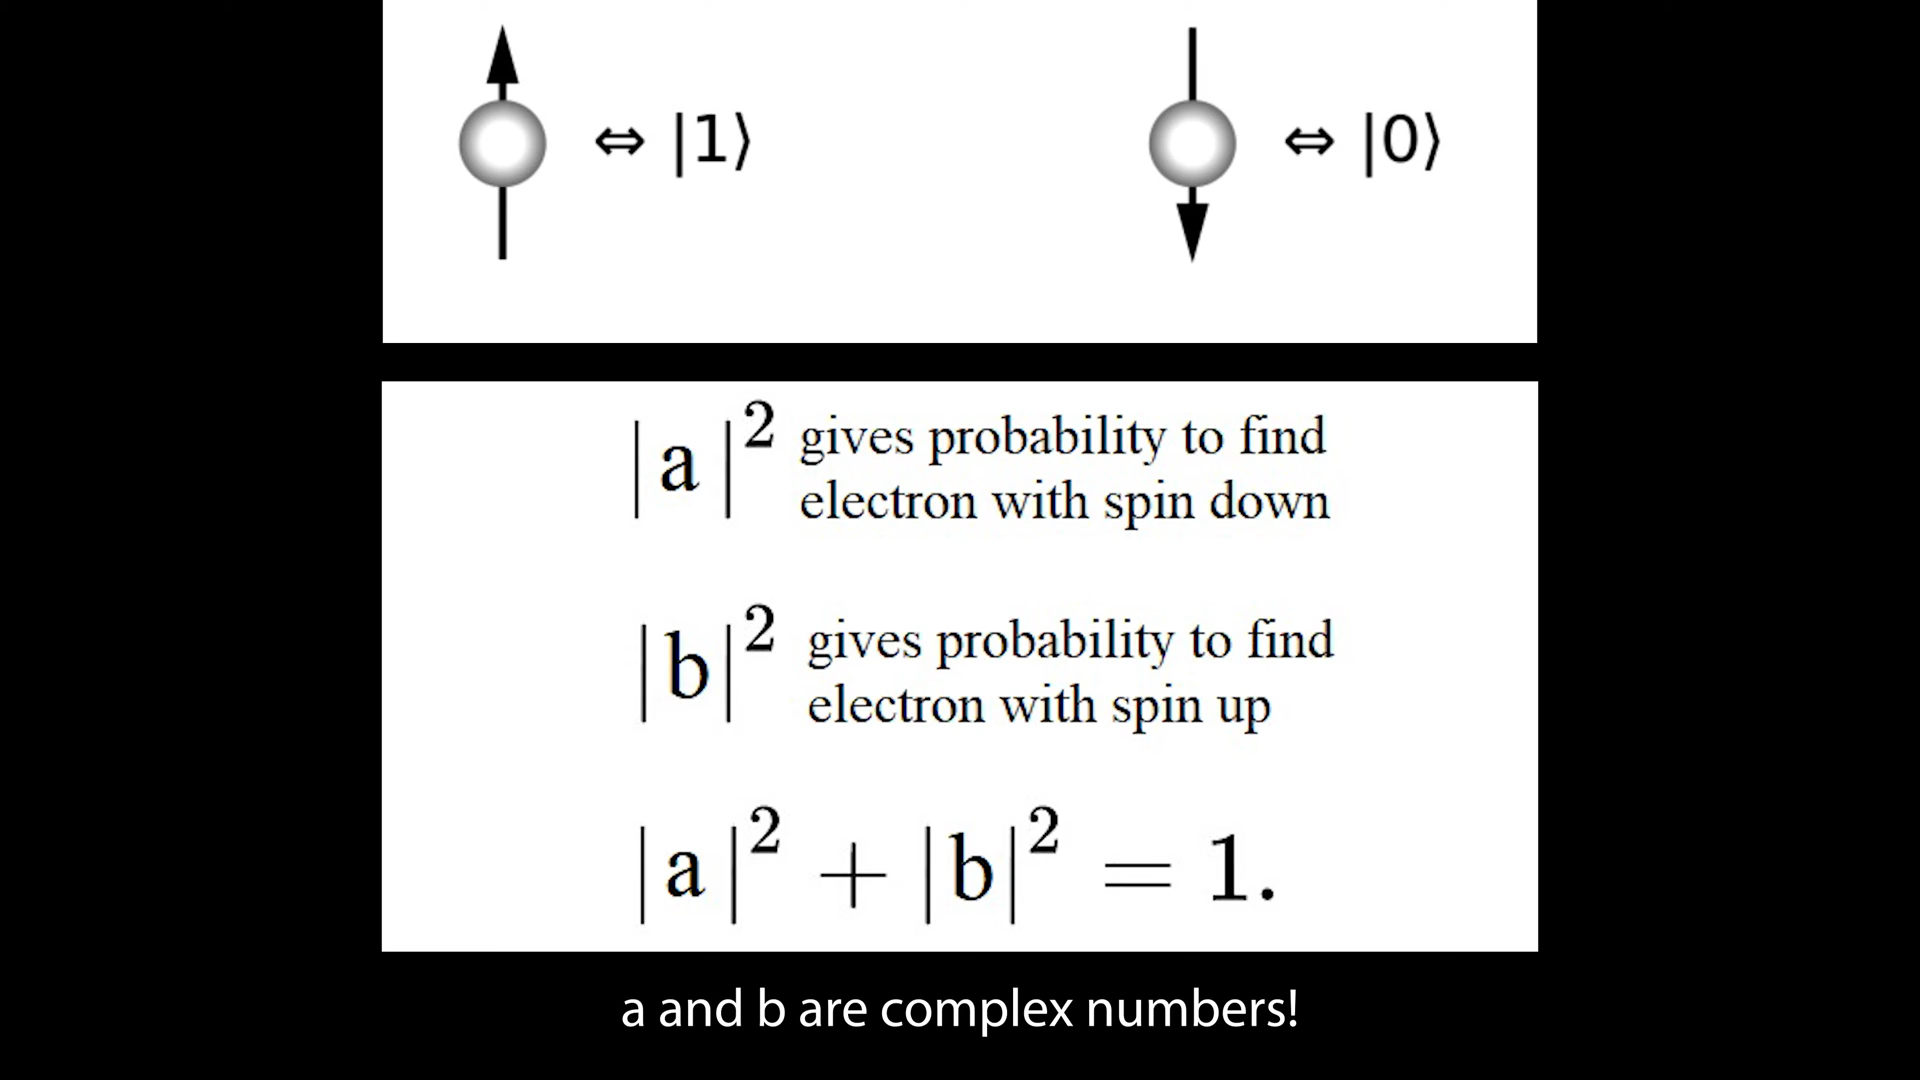 ⇔ |1⟩ ⇔ |0⟩
|a|² gives probability to find
electron with spin down
|b|² gives probability to find
electron with spin up
|a|² + |b|² = 1.
a and b are complex numbers!